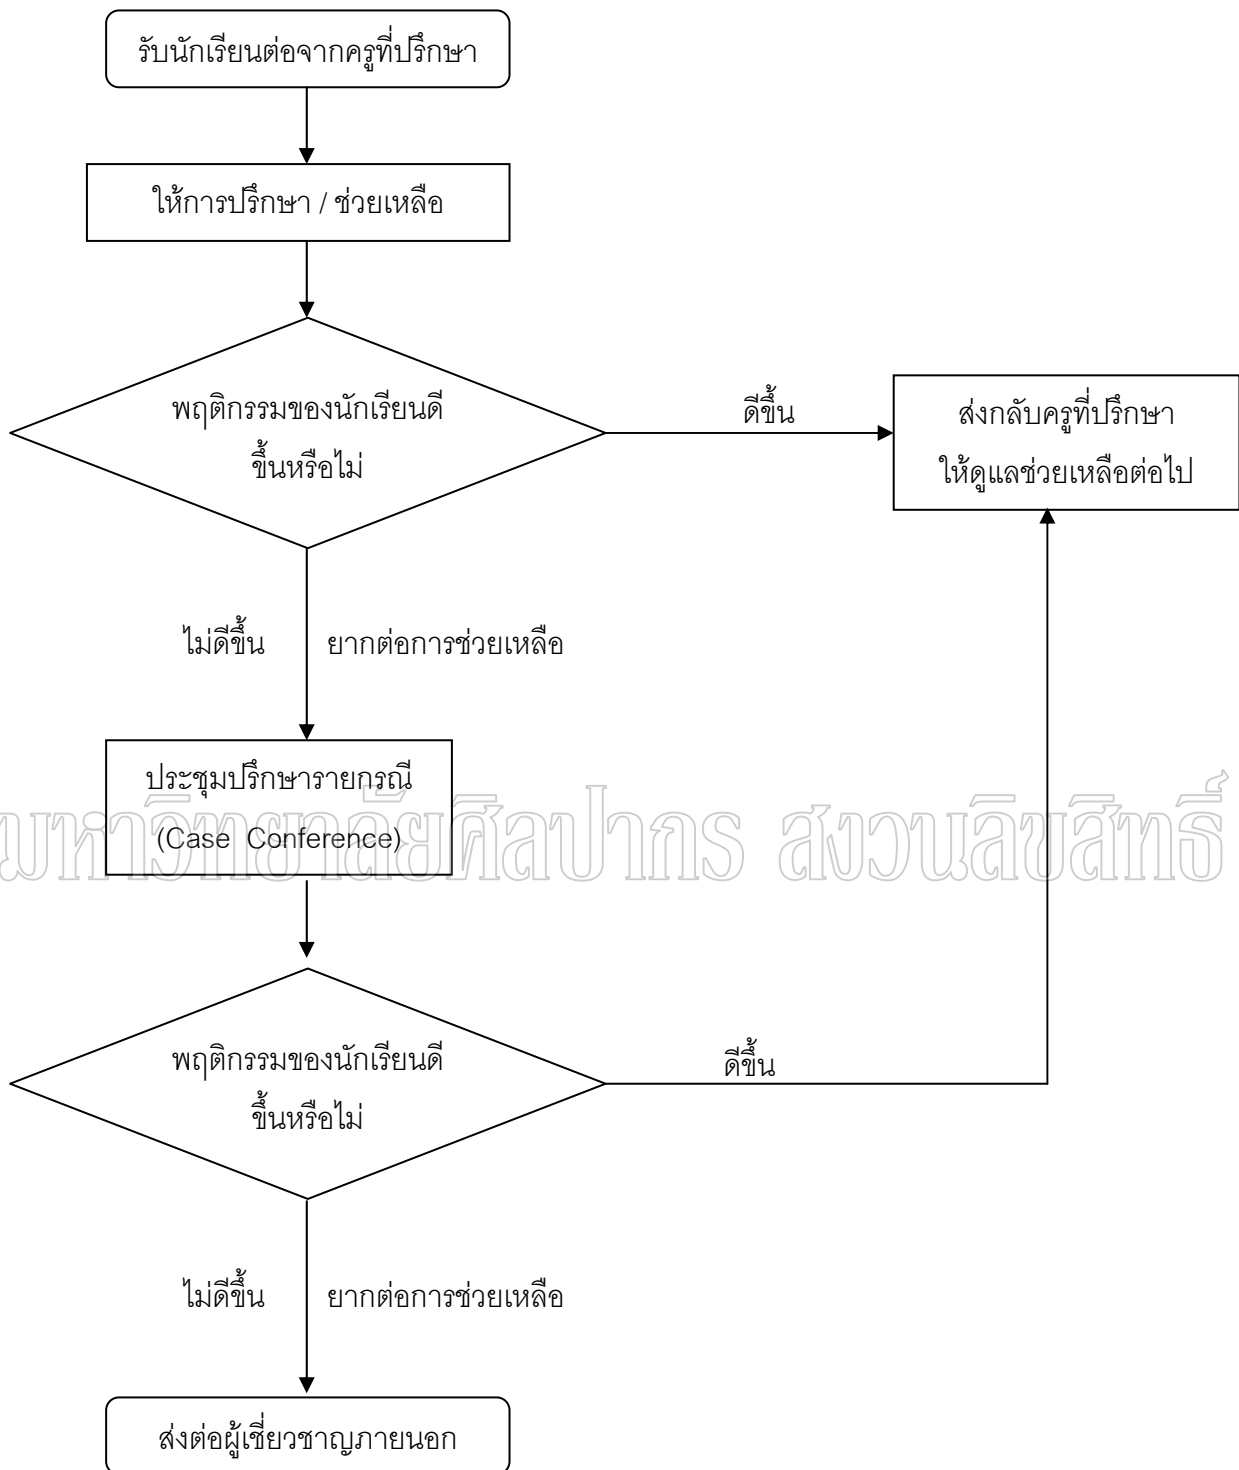 รับนักเรียนต่อจากครูที่ปรึกษา
ให้การปรึกษา / ช่วยเหลือ
พฤติกรรมของนักเรียนดี
ขึ้นหรือไม่
ดีขึ้น
ส่งกลับครูที่ปรึกษา
ให้ดูแลช่วยเหลือต่อไป
ไม่ดีขึ้น
ยากต่อการช่วยเหลือ
ประชุมปรึกษารายกรณี
(Case Conference)
มหาวิทยาลัยศิลปากร สงวนลิขสิทธิ์
พฤติกรรมของนักเรียนดี
ขึ้นหรือไม่
ดีขึ้น
ไม่ดีขึ้น
ยากต่อการช่วยเหลือ
ส่งต่อผู้เชี่ยวชาญภายนอก